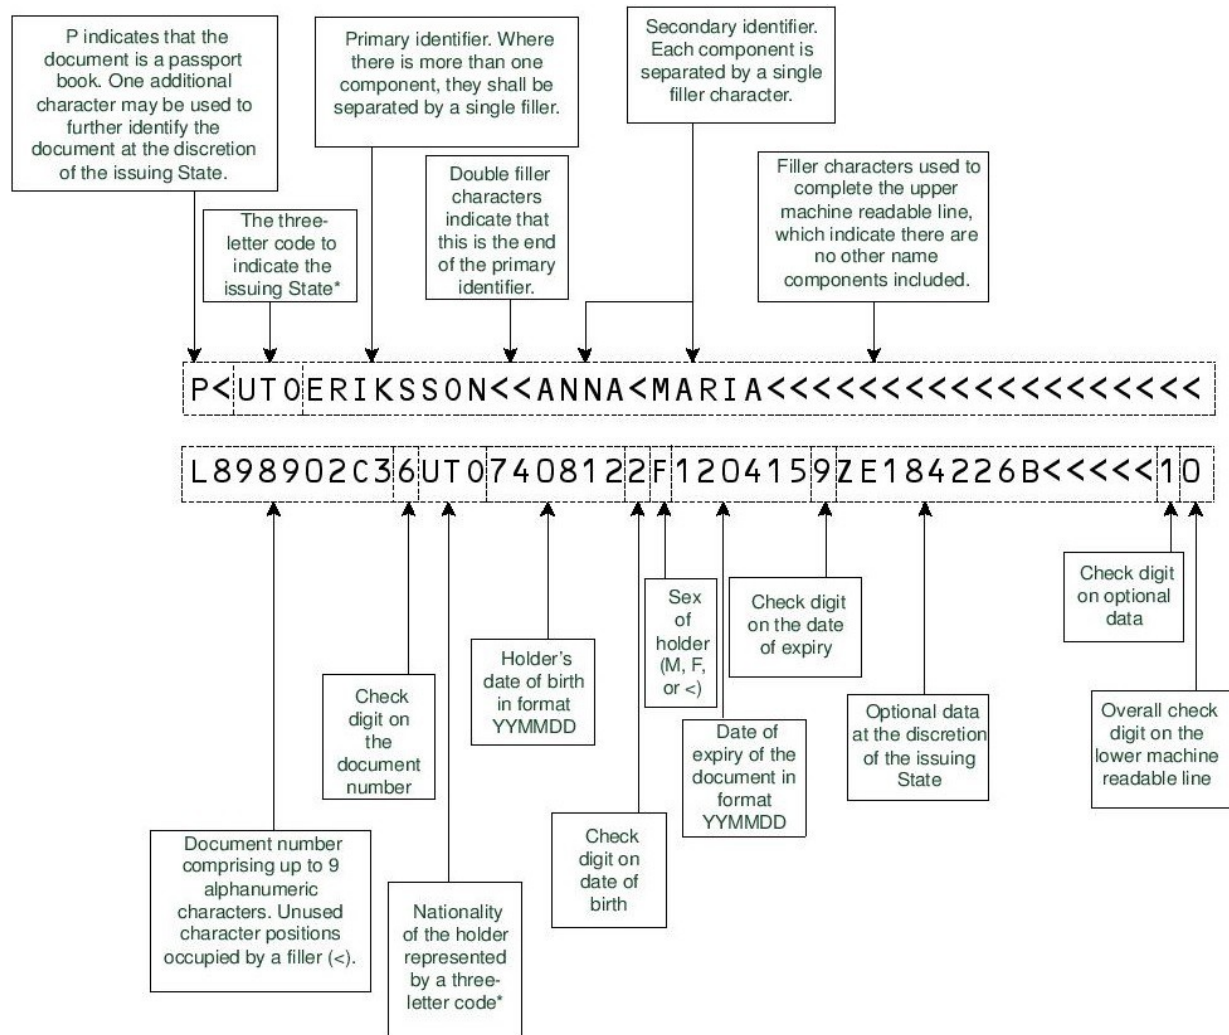 P indicates that the
document is a passport
book. One additional
character may be used to
further identify the
document at the discretion
of the issuing State.
Primary identifier. Where
there is more than one
component, they shall be
separated by a single filler.
Secondary identifier.
Each component is
separated by a single
filler character.
The three-
letter code to
indicate the
issuing State*
Double filler
characters
indicate that
this is the end
of the primary
identifier.
Filler characters used to
complete the upper
machine readable line,
which indicate there are
no other name
components included.
P<UTOERIKSSON<<ANNA<MARIA<<<<<<<<<<<<<<<<<<<
L898902C36UTO7408122F1204159ZE184226B<<<<<10
Document number
comprising up to 9
alphanumeric
characters. Unused
character positions
occupied by a filler (<).
Check
digit on
the
document
number
Nationality
of the holder
represented
by a three-
letter code*
Holder's
date of birth
in format
YYMMDD
Check
digit on
date of
birth
Sex
of
holder
(M, F,
or <)
Date of
expiry of the
document in
format
YYMMDD
Check digit
on the date
of expiry
Optional data
at the discretion
of the issuing
State
Check digit
on optional
data
Overall check
digit on the
lower machine
readable line